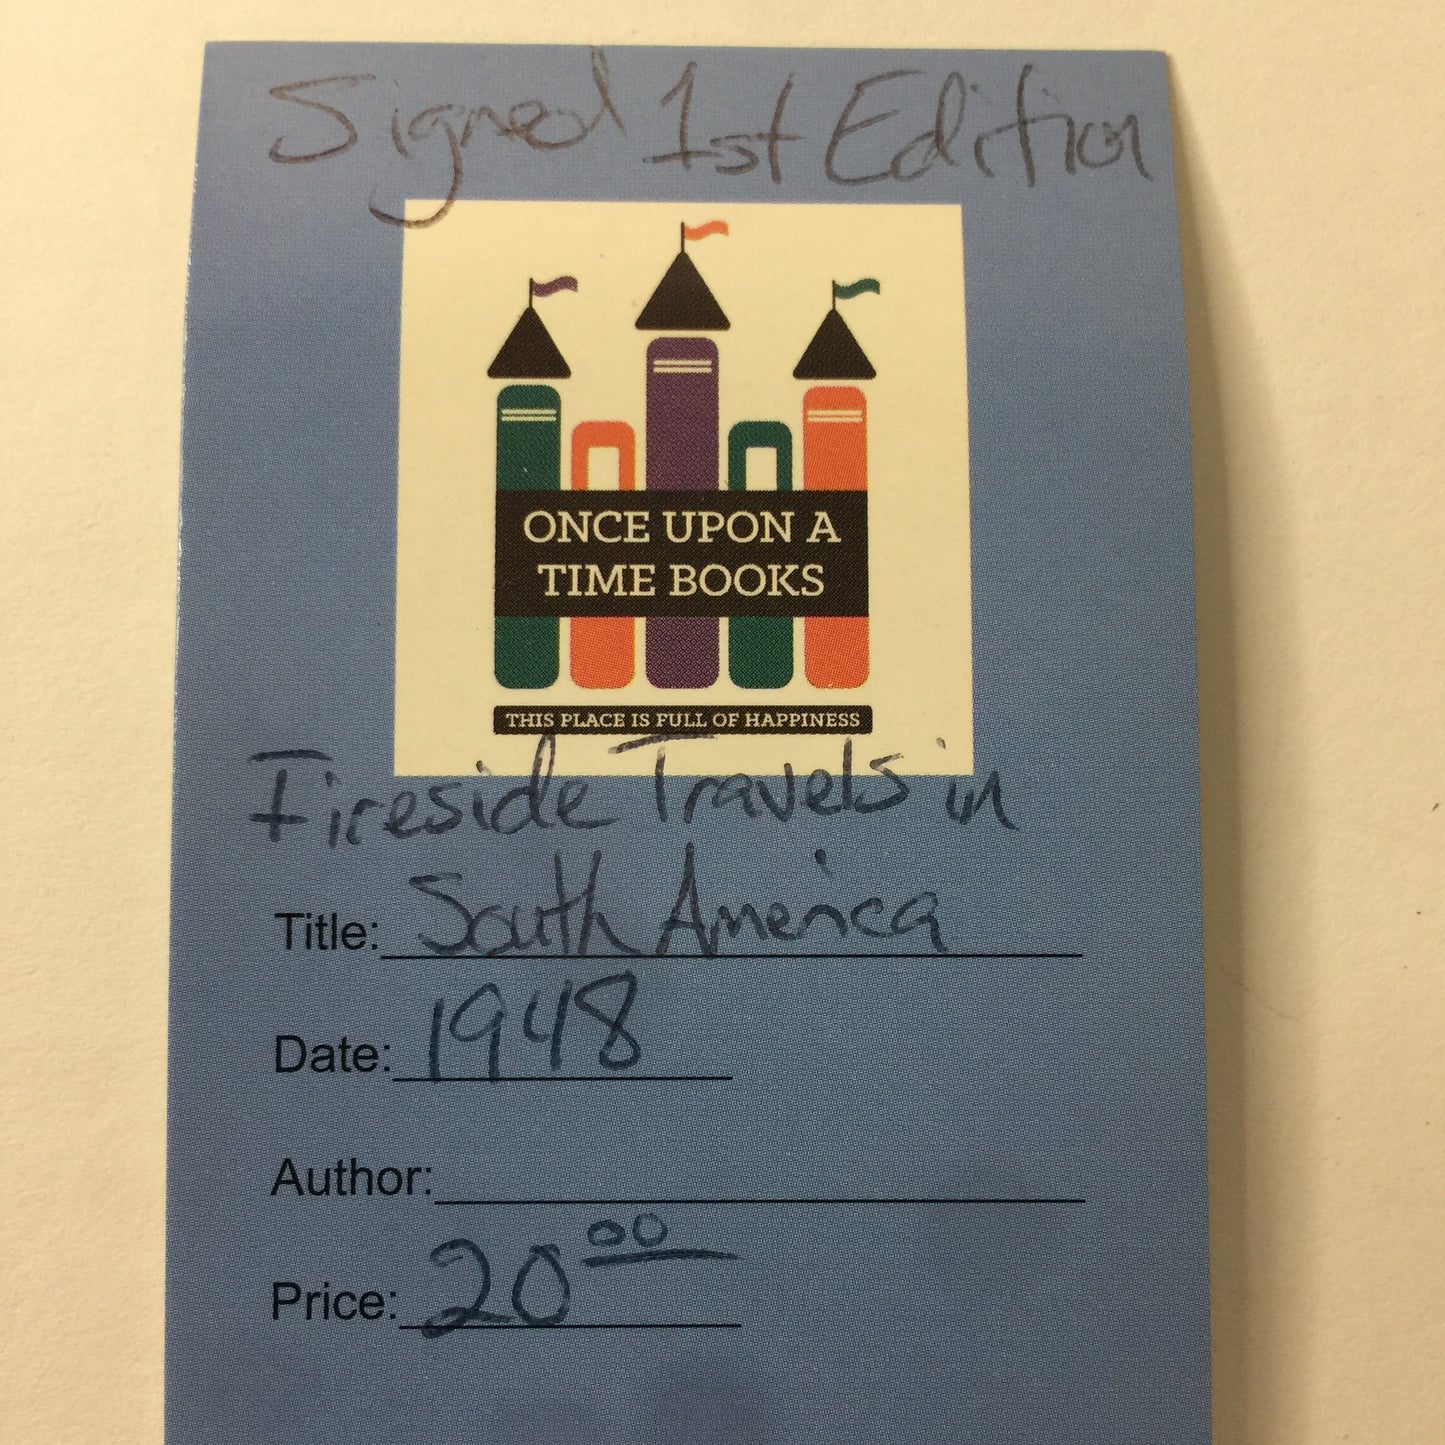 Signed 1st Edition
ONCE UPON A
TIME BOOKS
THIS PLACE IS FULL OF HAPPINESS
Fireside Travels in
Title: South America
Date: 1948
Author:
Price: 20 00